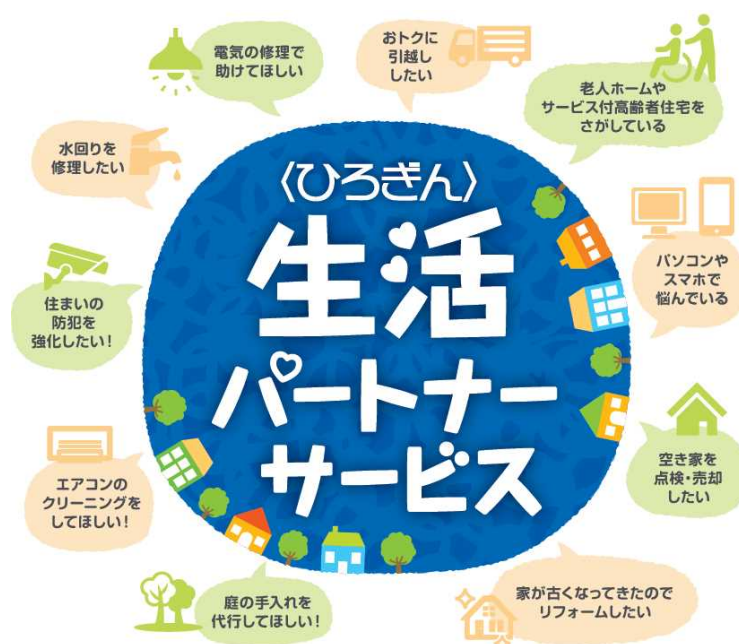 電気の修理で
助けてほしい
おトクに
引越し
したい
老人ホームや
サービス付高齢者住宅を
さがしている
水回りを
修理したい
〈ひろぎん〉
生活
パートナー
サービス
パソコンや
スマホで
悩んでいる
住まいの
防犯を
強化したい!
エアコンの
クリーニングを
してほしい!
空き家を
点検・売却
したい
庭の手入れを
代行してほしい!
家が古くなってきたので
リフォームしたい